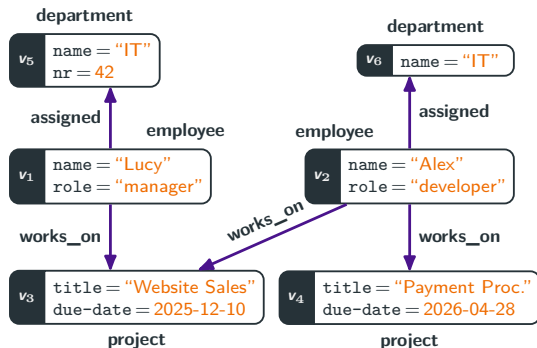 department
v5
name = “IT”
nr = 42
department
v6
name = “IT”
assigned
assigned
employee
v1
name = “Lucy”
role = “manager”
employee
v2
name = “Alex”
role = “developer”
works_on
works_on
works_on
v3
title = “Website Sales”
due-date = 2025-12-10
project
v4
title = “Payment Proc.”
due-date = 2026-04-28
project